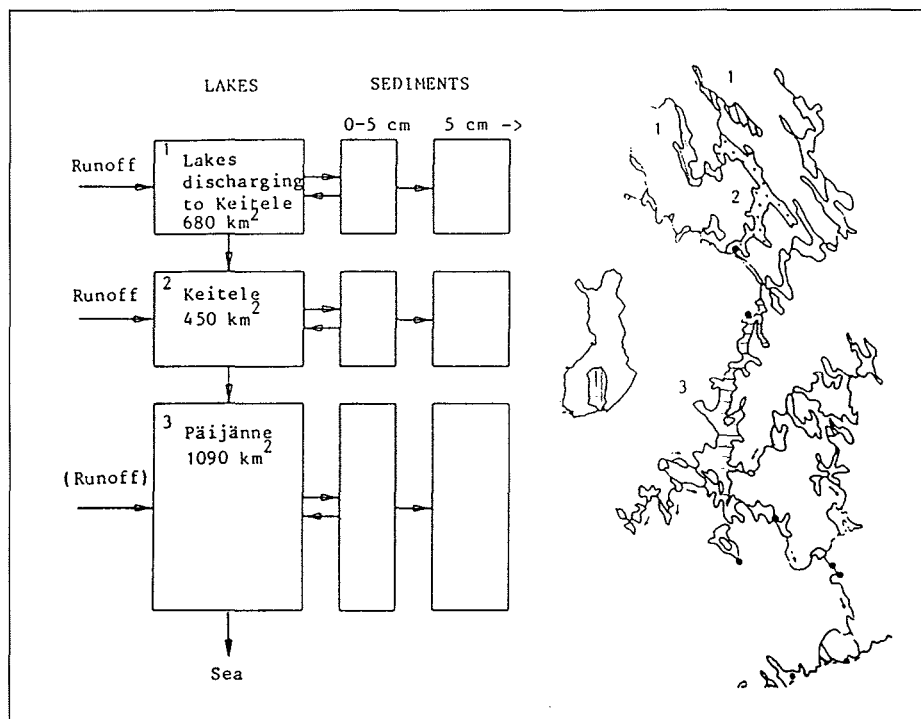 LAKES SEDIMENTS
0-5 cm 5 cm ->
1
Lakes
discharging
to Keitele
680 km²
Runoff
2
Keitele
450 km²
Runoff
3
Päijänne
1090 km²
(Runoff)
Sea
1
1
2
3